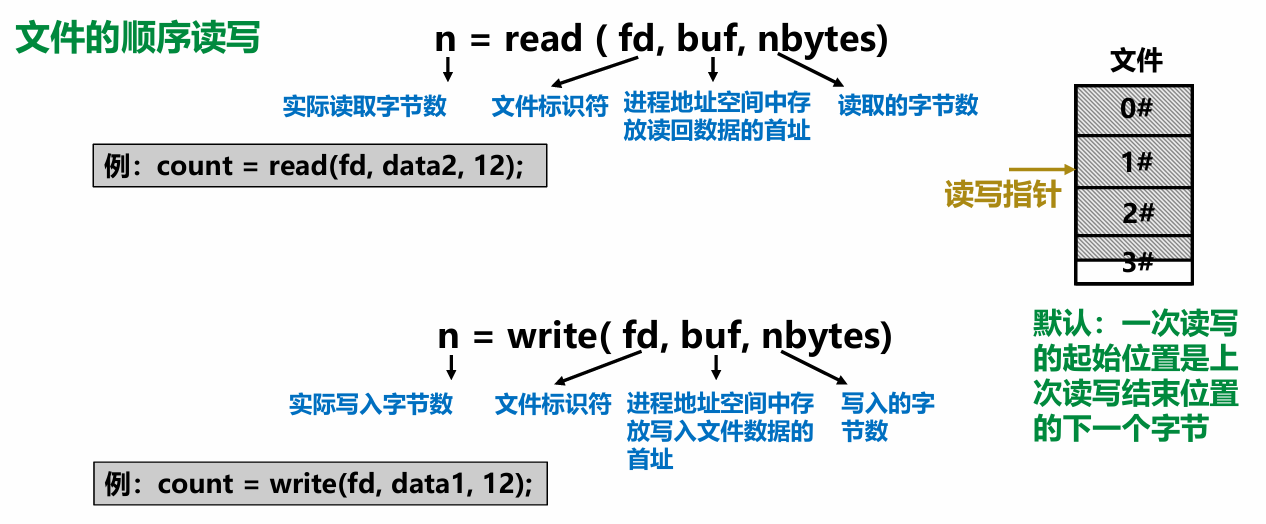 文件的顺序读写
n = read ( fd, buf, nbytes)
实际读取字节数
文件标识符
进程地址空间中存
放读回数据的首址
读取的字节数
例：count = read(fd, data2, 12);
文件
0#
1#
2#
3#
读写指针
n = write( fd, buf, nbytes)
实际写入字节数
文件标识符
进程地址空间中存
放写入文件数据的
首址
写入的字
节数
例：count = write(fd, data1, 12);
默认：一次读写
的起始位置是上
次读写结束位置
的下一个字节